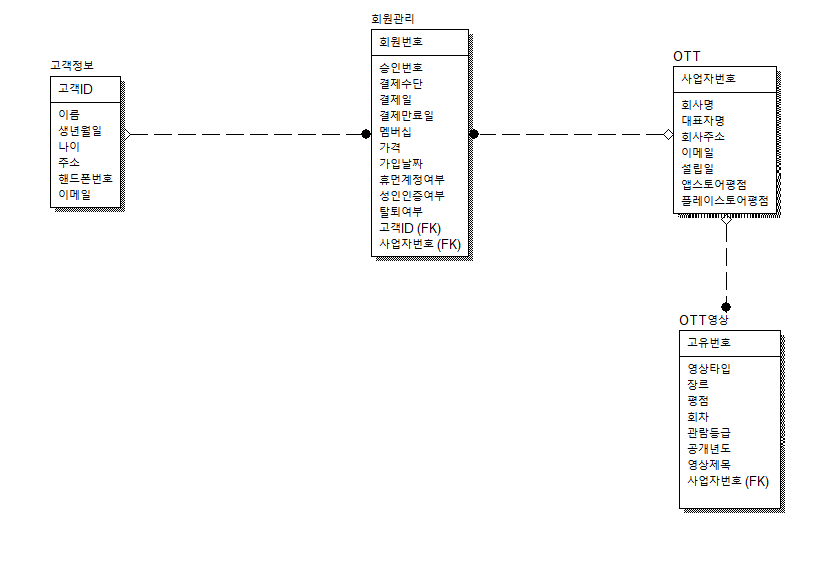 고객정보
고객ID
이름
생년월일
나이
주소
핸드폰번호
이메일
회원관리
회원번호
승인번호
결제수단
결제일
결제만료일
멤버십
가격
가입날짜
휴먼계정여부
성인인증여부
탈퇴여부
고객ID (FK)
사업자번호 (FK)
OTT
사업자번호
회사명
대표자명
회사주소
이메일
설립일
앱스토어평점
플레이스토어평점
OTT영상
고유번호
영상타입
장르
평점
회차
관람등급
공개년도
영상제목
사업자번호 (FK)